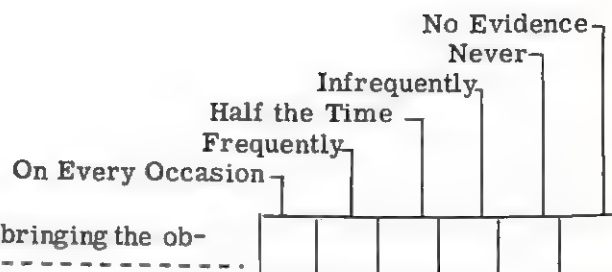 No Evidence
Never
Infrequently
Half the Time
Frequently
On Every Occasion
bringing the ob-